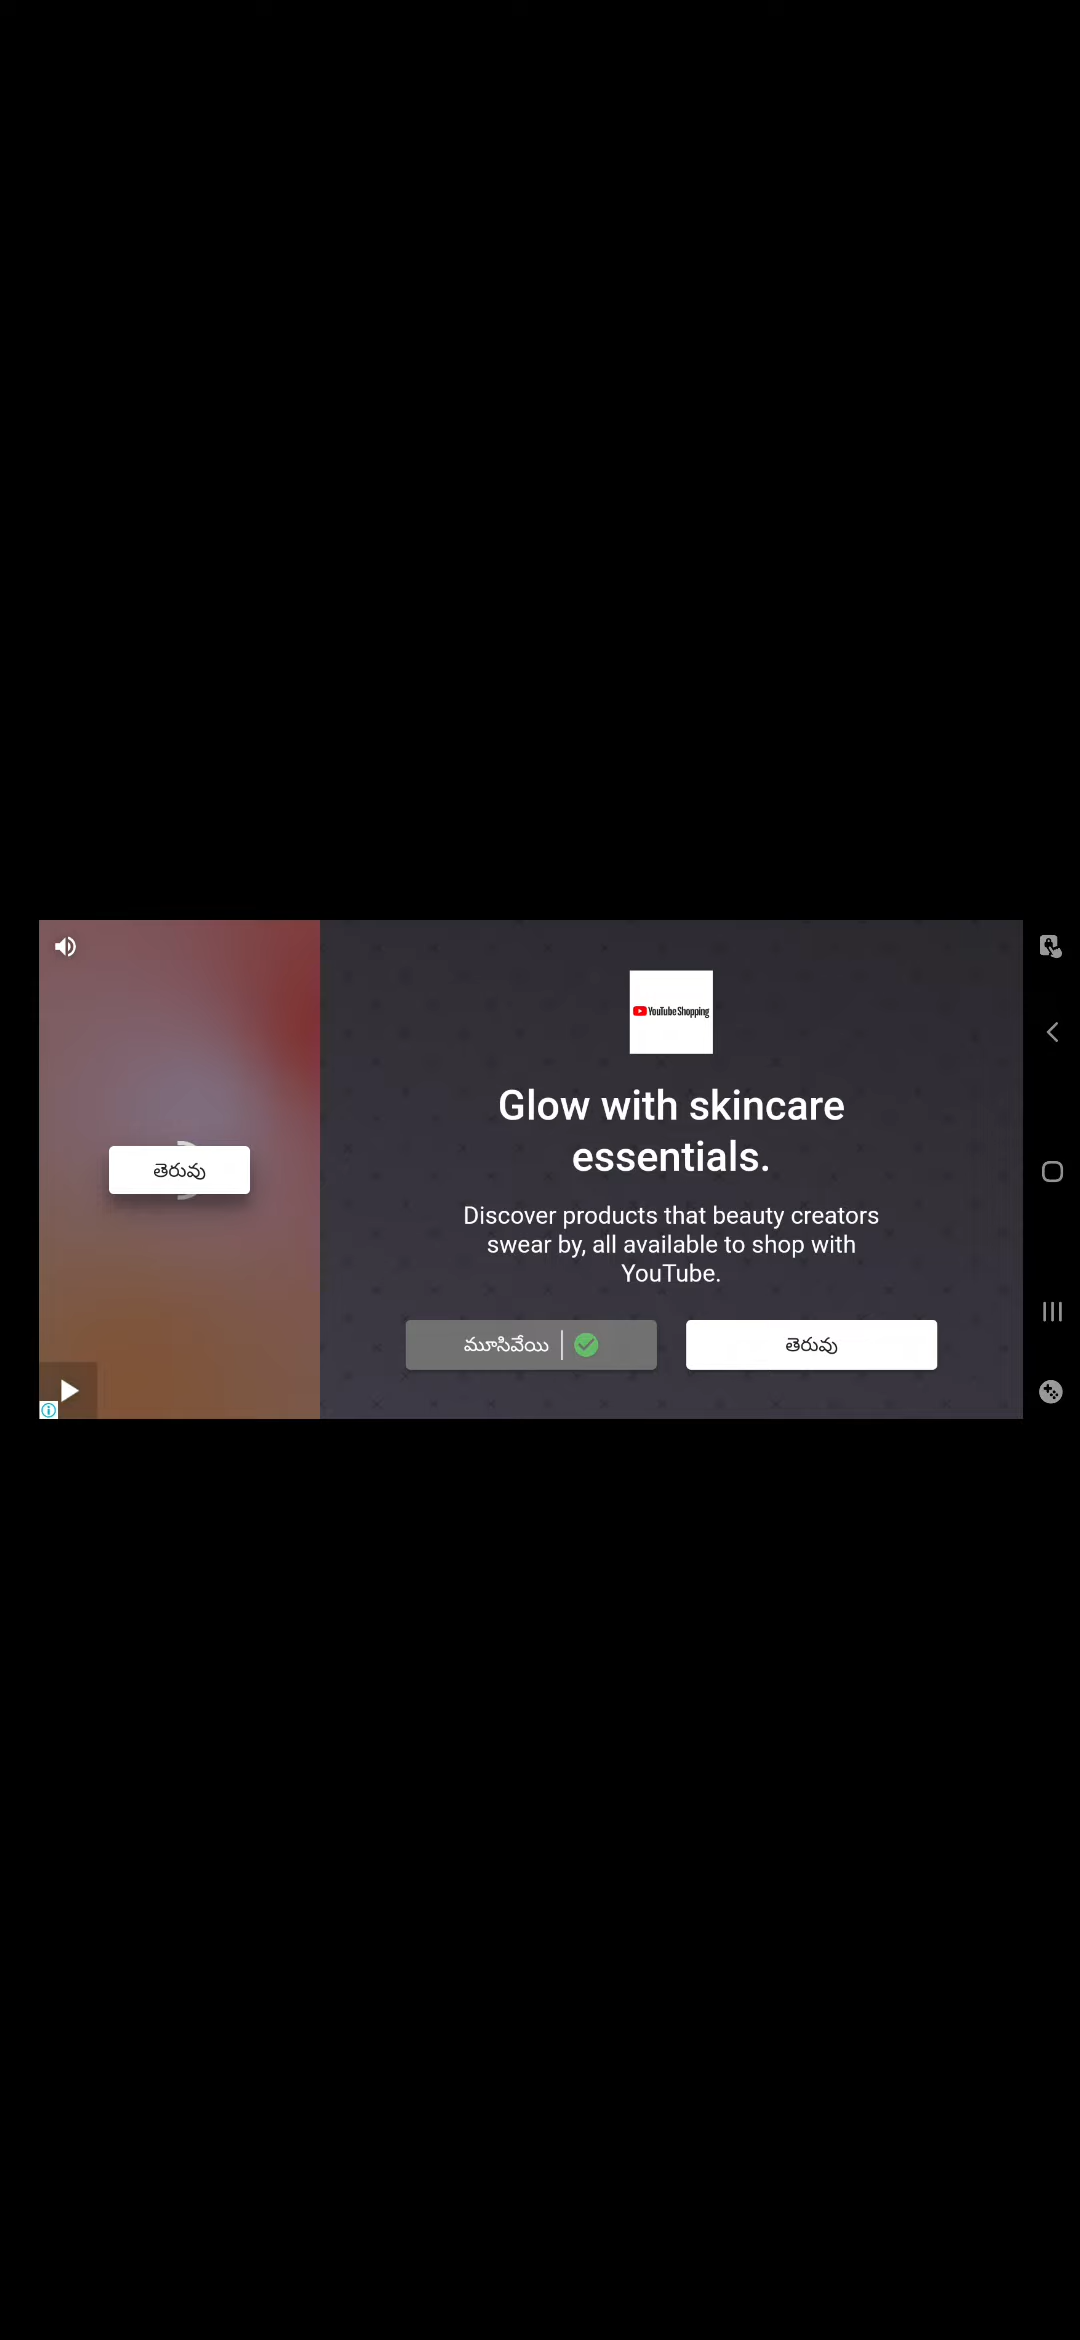 YouTube Shopping
Glow with skincare
essentials.
తెరువు
Discover products that beauty creators
swear by, all available to shop with
YouTube.
మూసివేయి
తెరువు